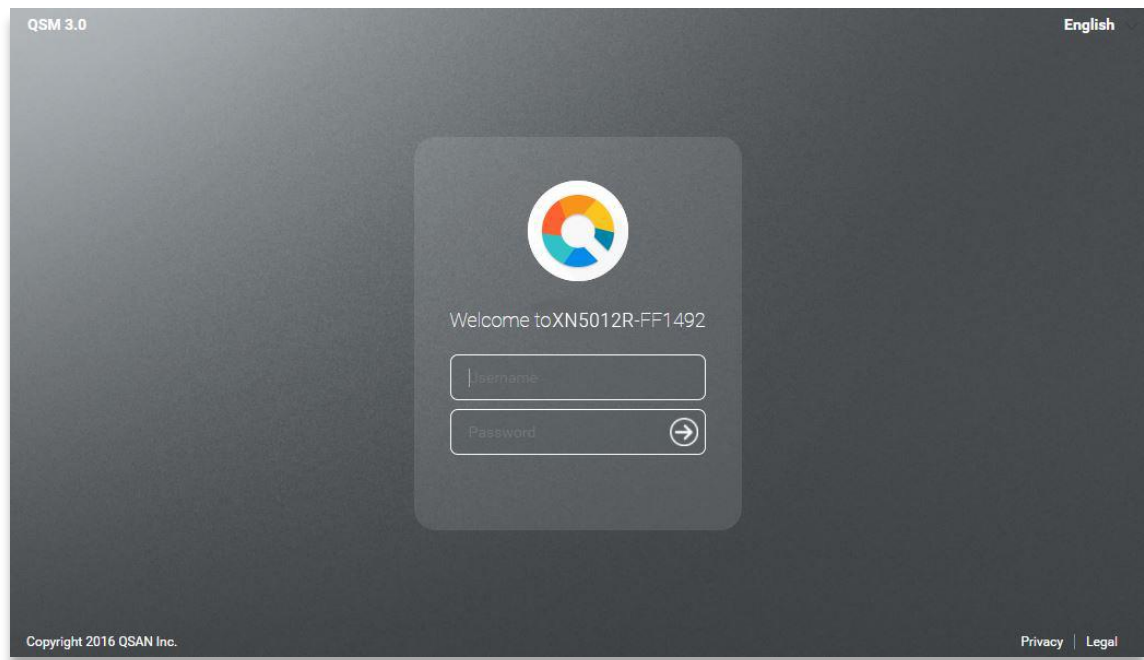 QSM 3.0
English
Welcome toXN5012R-FF1492
Username
Password
Copyright 2016 QSAN Inc.
Privacy | Legal